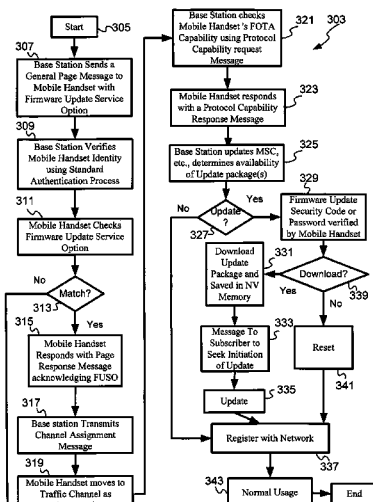 Start
305
307
Base Station Sends a
General Page Message to
Mobile Handset with
Firmware Update Service
Option
309
Base Station Verifies
Mobile Handset Identity
using Standard
Authentication Process
311
Mobile Handset Checks
Firmware Update Service
Option
No
Match?
313
Yes
315
Mobile Handset
Responds with Page
Response Message
acknowledging FUSO
317
Base station Transmits
Channel Assignment
Message
319
Mobile Handset moves to
Traffic Channel as
Base Station checks
Mobile Handset 's FOTA
Capability using Protocol
Capability request
Message
321
303
Mobile Handset responds
with a Protocol Capability
Response Message
323
Base Station updates MSC,
etc., determines availability
of Update package(s)
325
No
Update
?
327
Yes
329
Firmware Update
Security Code or
Password verified
by Mobile Handset
331
Download
Update
Package and
Saved in NV
Memory
Yes
Download?
339
No
333
Message To
Subscriber to
Seek Initiation
of Update
Reset
341
335
Update
Register with Network
337
343
Normal Usage
End